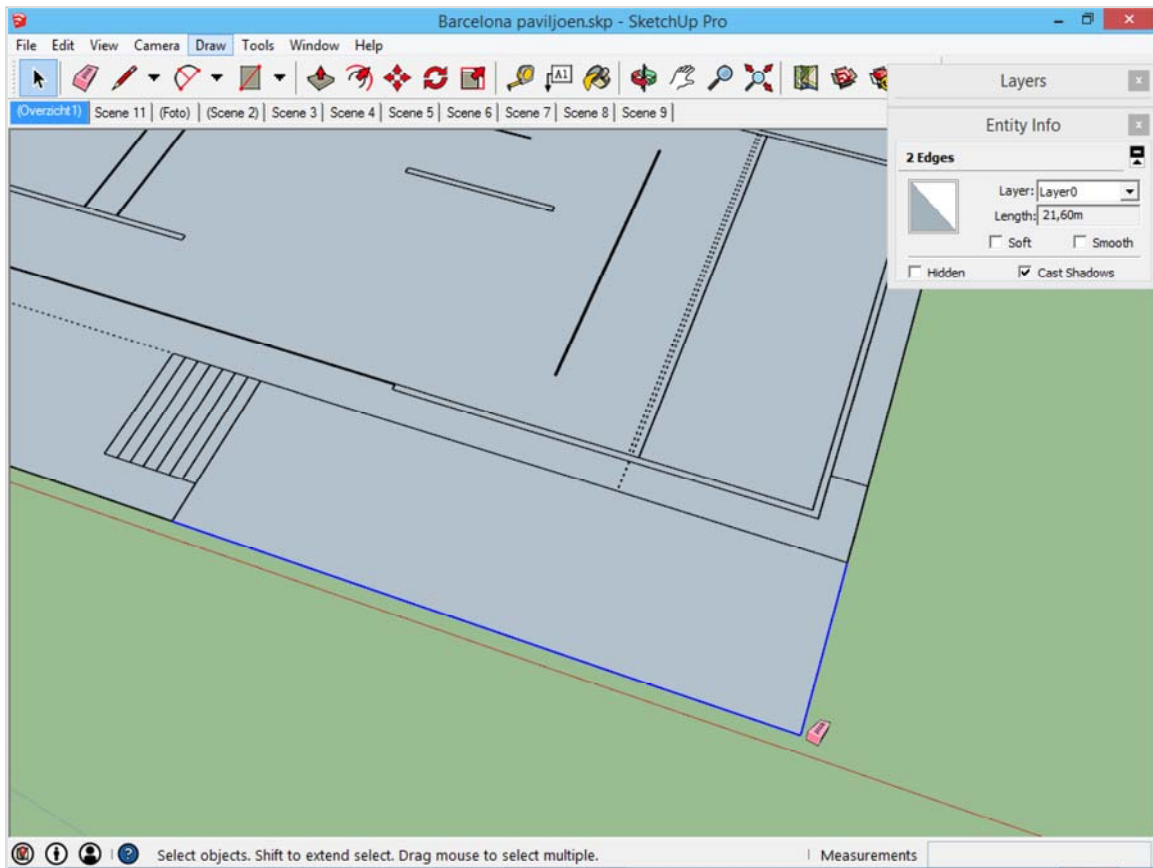 Barcelona paviljoen.skp - SketchUp Pro
File Edit View Camera Draw Tools Window Help
A1
(Overzicht1) Scene 11 (Foto) (Scene 2) Scene 3 Scene 4 Scene 5 Scene 6 Scene 7 Scene 8 Scene 9
Layers
Entity Info
2 Edges
Layer: Layer0
Length: 21,60m
Soft Smooth
Hidden Cast Shadows
Select objects. Shift to extend select. Drag mouse to select multiple. Measurements